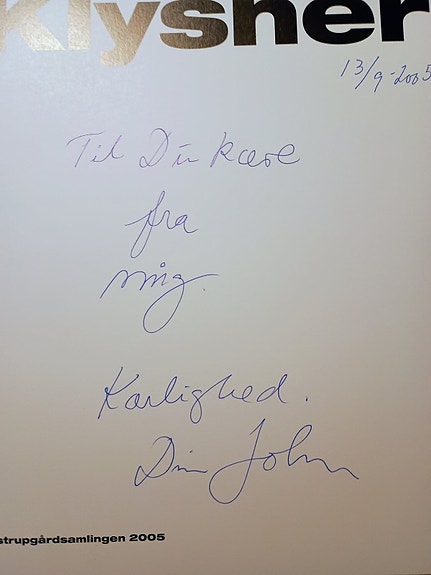 klysner
13/9-2005
Til Din kære
fra
mig.
Kærlighed.
Din John
strupgårdsamlingen 2005